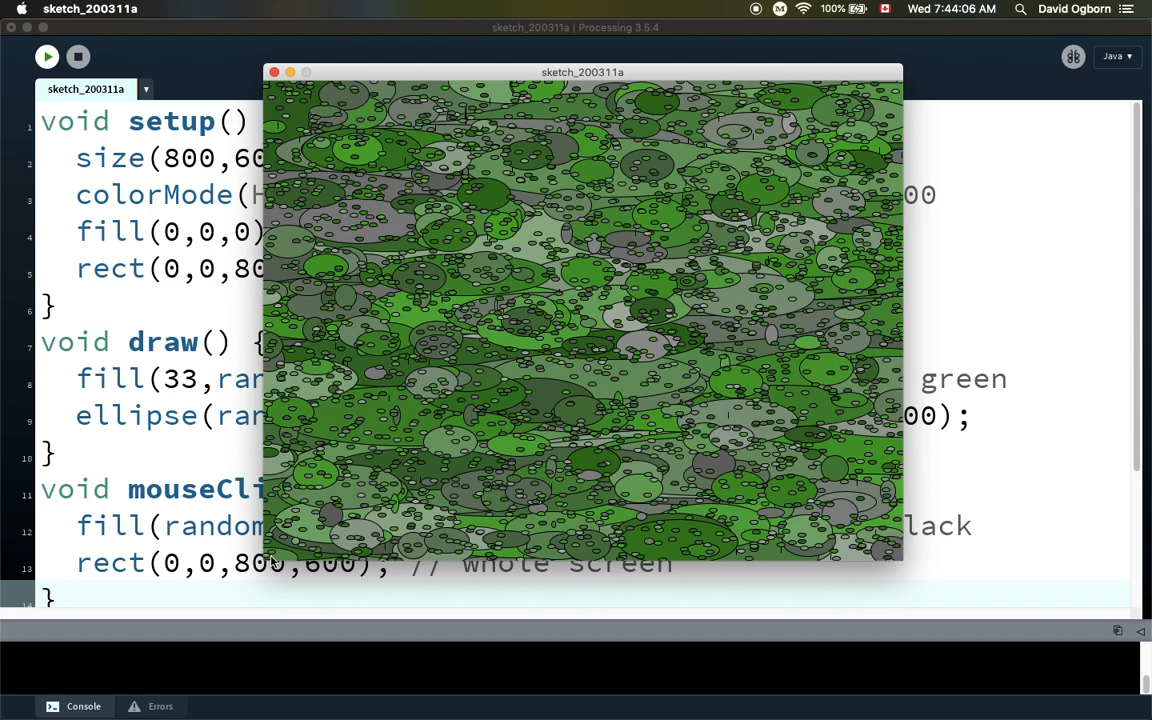 sketch_200311a
100%
Wed 7:44:06 AM
David Ogborn
sketch_200311a | Processing 3.5.4
Java ▾
sketch_200311a
sketch_200311a
1 void setup()
2 size(800,60
3 colorMode(H 00
4 fill(0,0,0)
5 rect(0,0,80
6 }
7 void draw() {
8 fill(33,ran green
9 ellipse(ran 00);
10 }
11 void mouseCli
12 fill(random lack
13 rect(0,0,800,600); // whole screen
14 }
Console
Errors